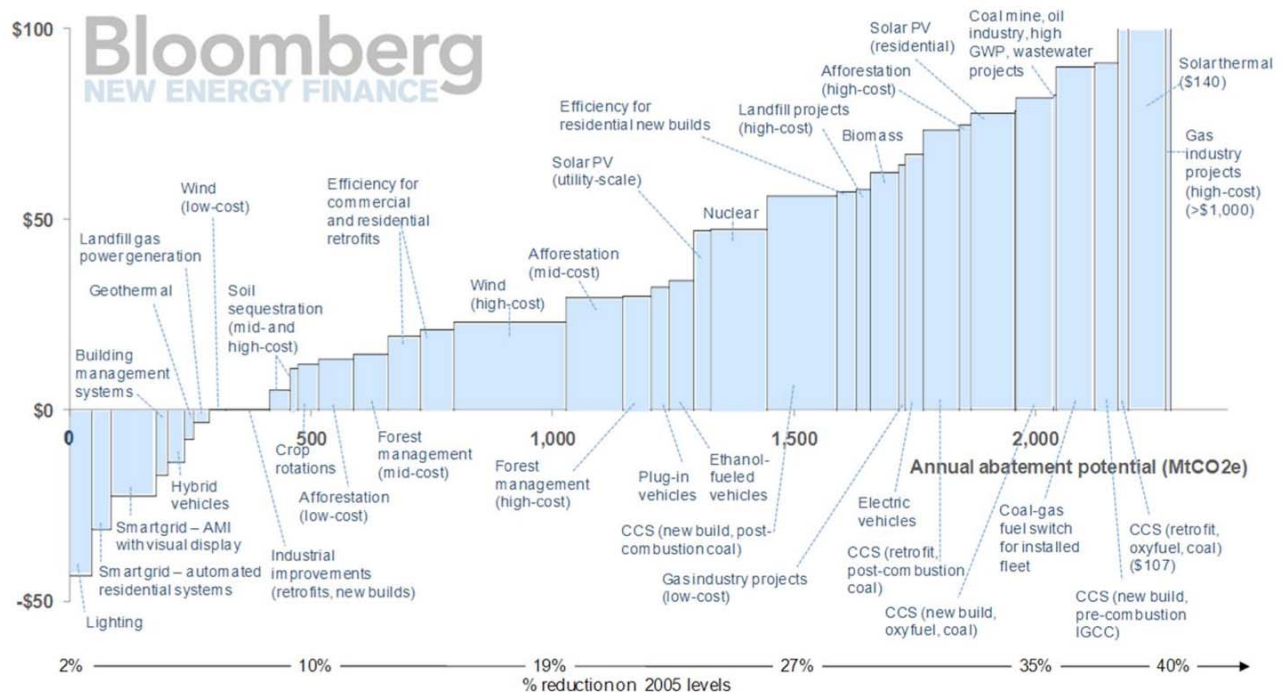 $100
Bloomberg
NEW ENERGY FINANCE
Solar PV
(residential)
Coal mine, oil
industry, high
GWP, wastewater
projects
Solar thermal
($140)
Afforestation
(high-cost)
Efficiency for
residential new builds
Landfill projects
(high-cost)
Biomass
Gas
industry
projects
(high-cost)
(>$1,000)
Solar PV
(utility-scale)
Wind
(low-cost)
Efficiency for
commercial
and residential
retrofits
$50
Nuclear
Landfill gas
power generation
Afforestation
(mid-cost)
Geothermal
Soil
sequestration
(mid- and
high-cost)
Wind
(high-cost)
Building
management
systems
$0
0
500
1,000
1,500
2,000
Annual abatement potential (MtCO2e)
Crop
rotations
Forest
management
(mid-cost)
Forest
management
(high-cost)
Plug-in
vehicles
Ethanol-
fueled
vehicles
Hybrid
vehicles
Afforestation
(low-cost)
Smart grid – AMI
with visual display
Industrial
improvements
(retrofits, new builds)
Smart grid – automated
residential systems
CCS (new build, post-
combustion coal)
Gas industry projects
(low-cost)
Electric
vehicles
CCS (retrofit,
post-combustion
coal)
Coal-gas
fuel switch
for installed
fleet
CCS (retrofit,
oxyfuel, coal)
($107)
CCS (new build,
oxyfuel, coal)
CCS (new build,
pre-combustion
IGCC)
-$50
Lighting
2%
10%
19%
27%
35%
40%
% reduction on 2005 levels